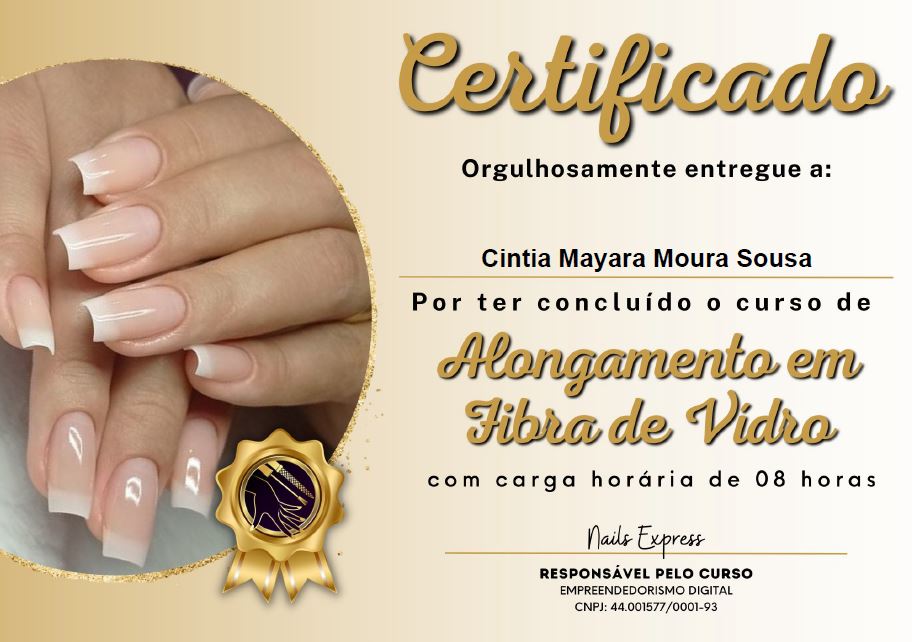 Certificado
Orgulhosamente entregue a:
Cintia Mayara Moura Sousa
Por ter concluído o curso de
Alongamento em
Fibra de Vidro
com carga horária de 08 horas
Nails Express
RESPONSÁVEL PELO CURSO
EMPREENDEDORISMO DIGITAL
CNPJ: 44.001577/0001-93